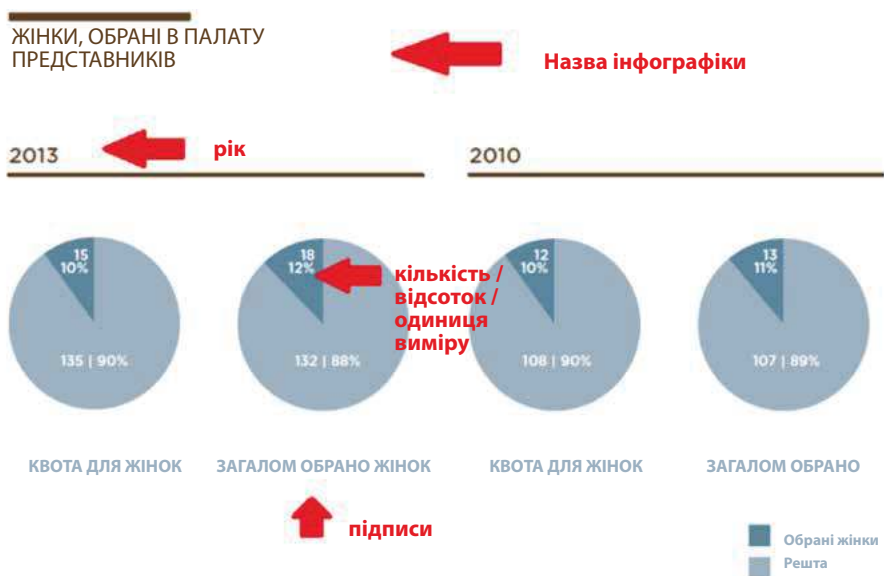 ЖІНКИ, ОБРАНІ В ПАЛАТУ
ПРЕДСТАВНИКІВ
Назва інфографіки
2013
рік
2010
15
10%
135 | 90%
18
12%
132 | 88%
кількість /
відсоток /
одиниця
виміру
12
10%
108 | 90%
13
11%
107 | 89%
КВОТА ДЛЯ ЖІНОК
ЗАГАЛОМ ОБРАНО ЖІНОК
КВОТА ДЛЯ ЖІНОК
ЗАГАЛОМ ОБРАНО
підписи
Обрані жінки
Решта